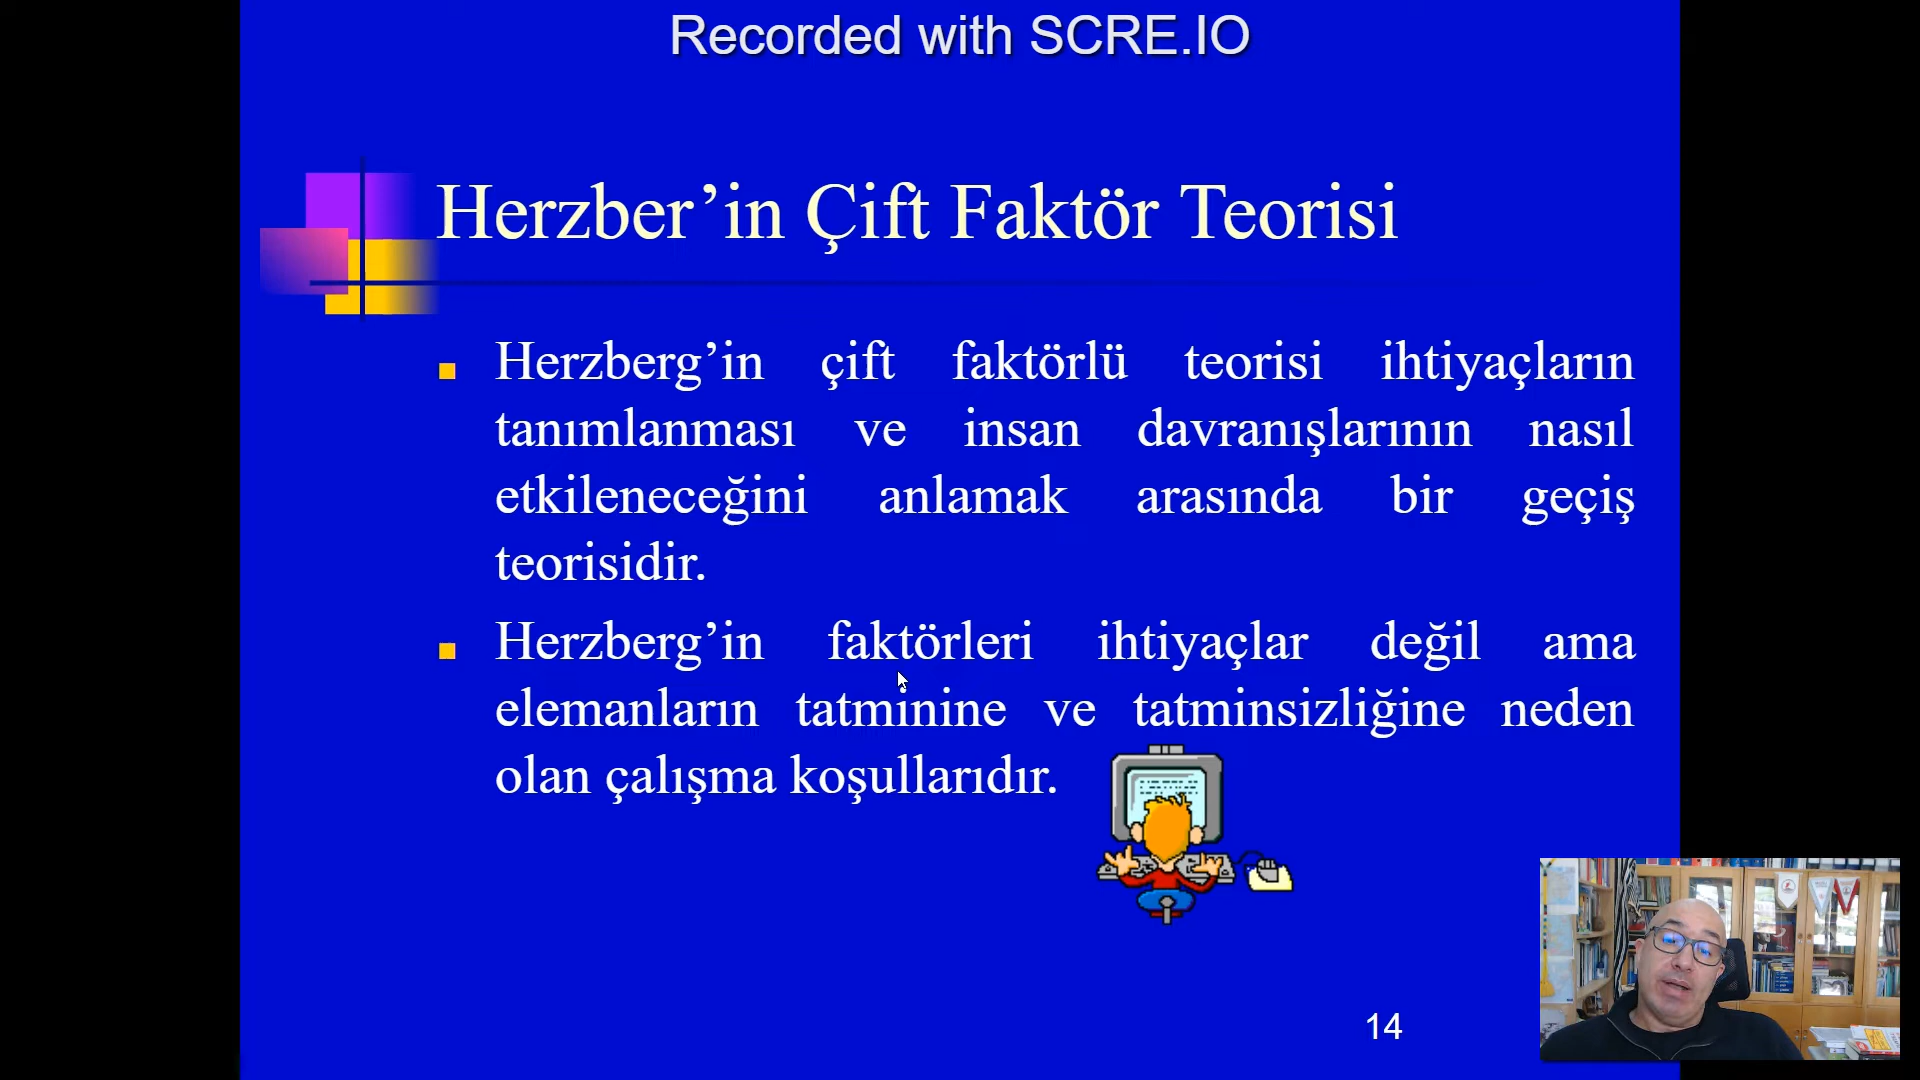 Recorded with SCRE.IO
Herzber’in Çift Faktör Teorisi
Herzberg’in çift faktörlü teorisi ihtiyaçların
tanımlanması ve insan davranışlarının nasıl
etkileneceğini anlamak arasında bir geçiş
teorisidir.
Herzberg’in faktörleri ihtiyaçlar değil ama
elemanların tatminine ve tatminsizliğine neden
olan çalışma koşullarıdır.
14